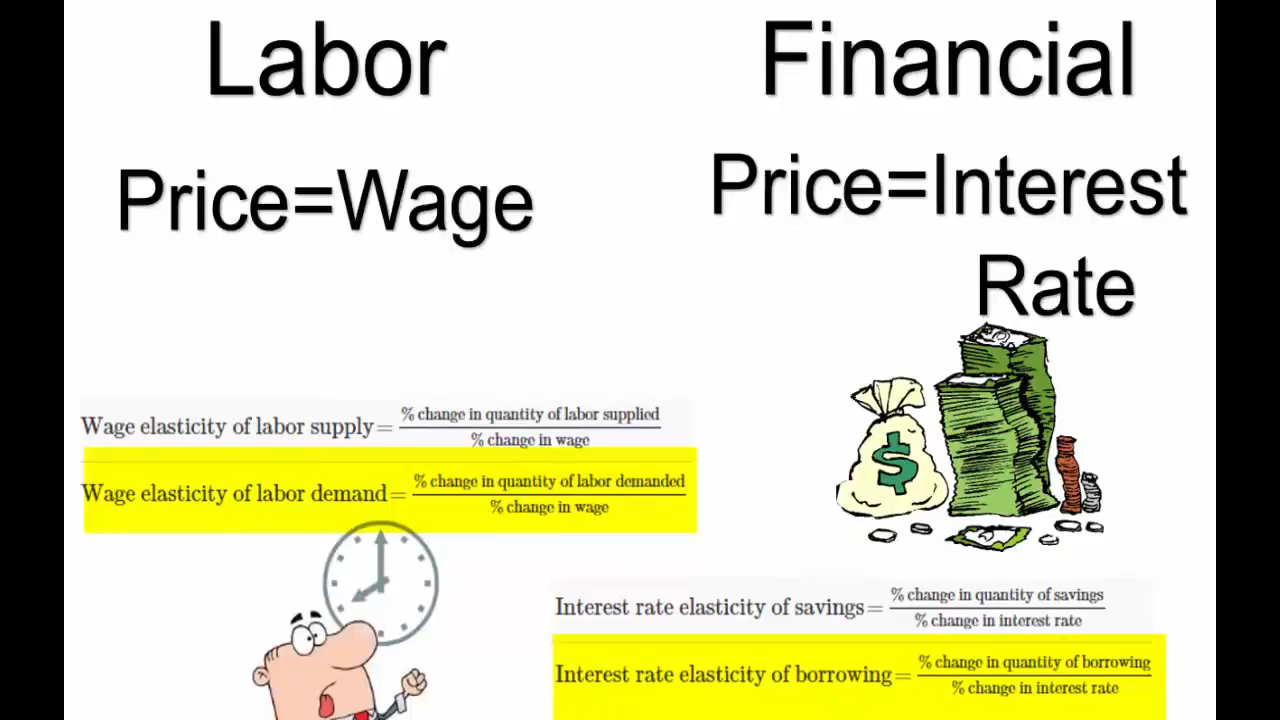 Labor
Price=Wage
Financial
Price=Interest
Rate
Wage elasticity of labor supply= % change in quantity of labor supplied
% change in wage
Wage elasticity of labor demand= % change in quantity of labor demanded
% change in wage
$
Interest rate elasticity of savings= % change in quantity of savings
% change in interest rate
Interest rate elasticity of borrowing= % change in quantity of borrowing
% change in interest rate